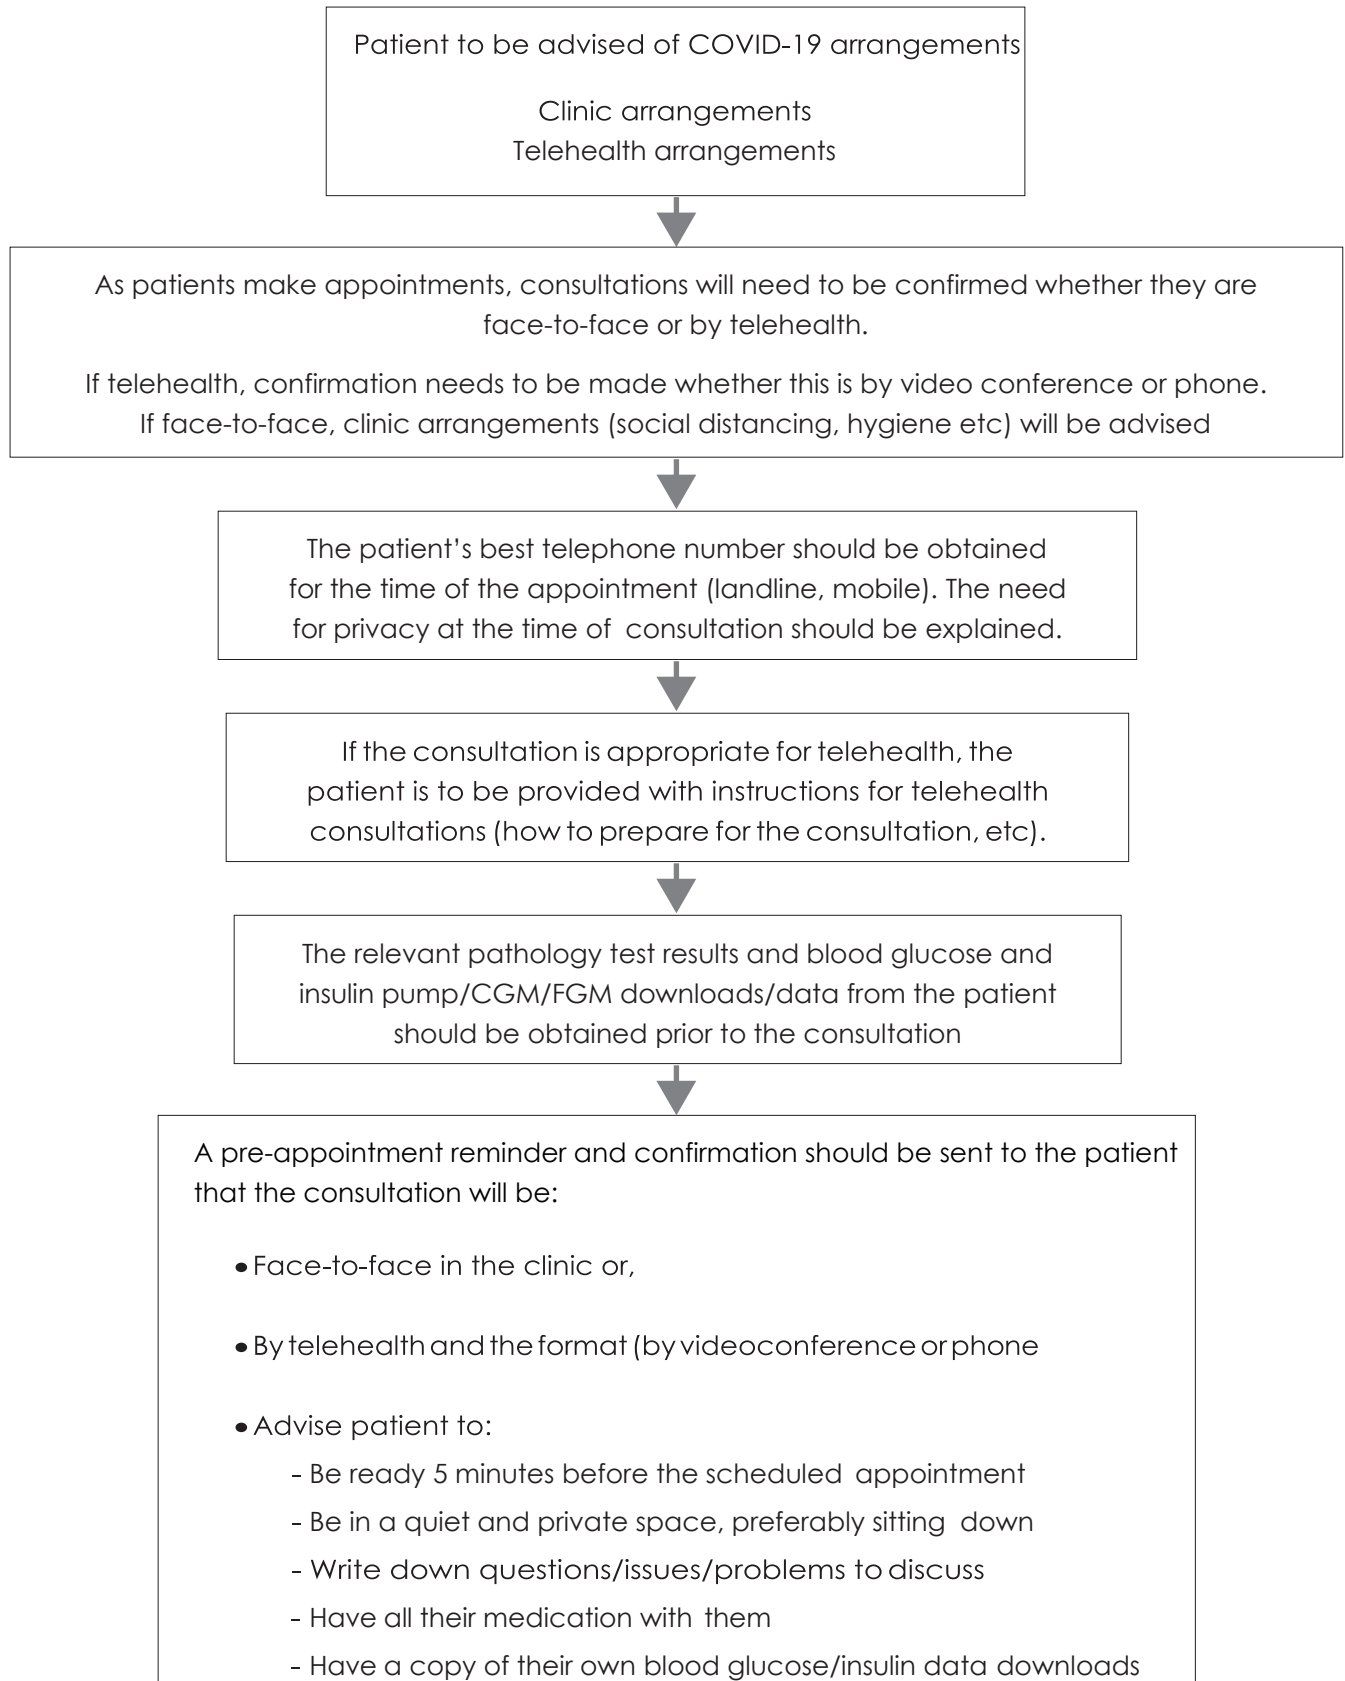 Patient to be advised of COVID-19 arrangements
Clinic arrangements
Telehealth arrangements
As patients make appointments, consultations will need to be confirmed whether they are
face-to-face or by telehealth.
If telehealth, confirmation needs to be made whether this is by video conference or phone.
If face-to-face, clinic arrangements (social distancing, hygiene etc) will be advised
The patient’s best telephone number should be obtained
for the time of the appointment (landline, mobile). The need
for privacy at the time of consultation should be explained.
If the consultation is appropriate for telehealth, the
patient is to be provided with instructions for telehealth
consultations (how to prepare for the consultation, etc).
The relevant pathology test results and blood glucose and
insulin pump/CGM/FGM downloads/data from the patient
should be obtained prior to the consultation
A pre-appointment reminder and confirmation should be sent to the patient
that the consultation will be:
• Face-to-face in the clinic or,
• By telehealth and the format (by videoconference or phone
• Advise patient to:
- Be ready 5 minutes before the scheduled appointment
- Be in a quiet and private space, preferably sitting down
- Write down questions/issues/problems to discuss
- Have all their medication with them
- Have a copy of their own blood glucose/insulin data downloads